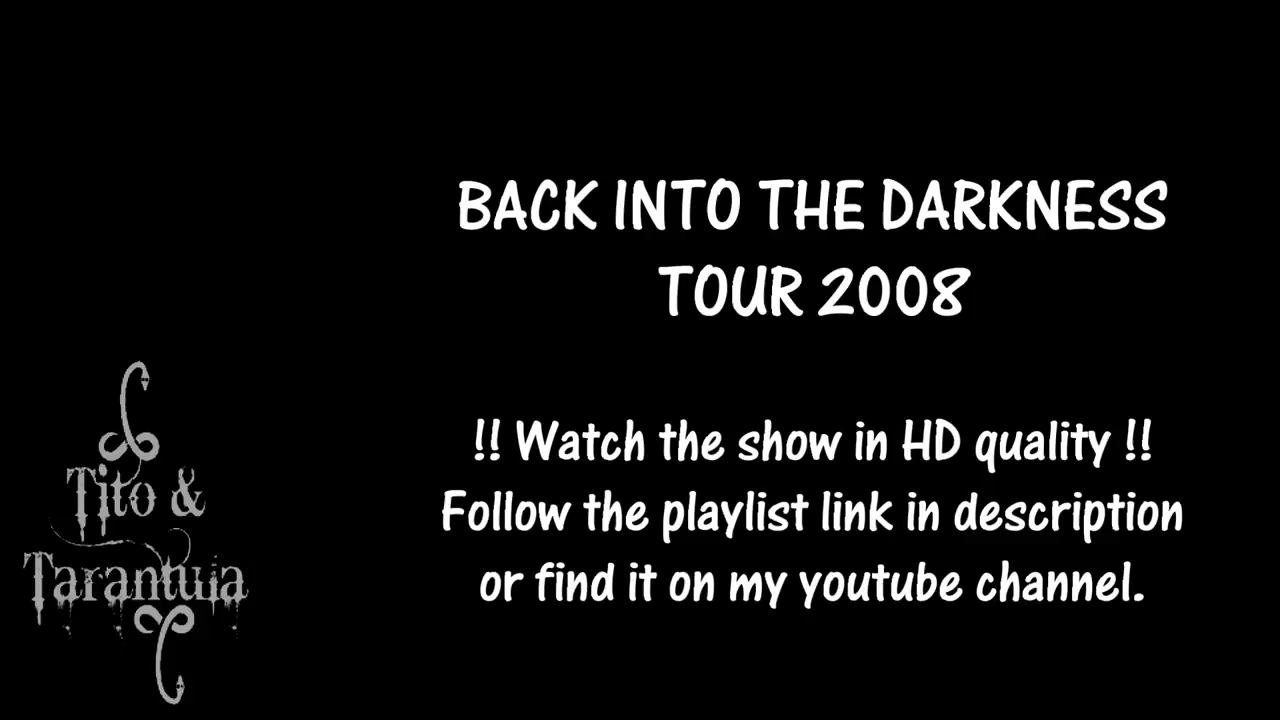 BACK INTO THE DARKNESS
TOUR 2008
!! Watch the show in HD quality !!
Follow the playlist link in description
or find it on my youtube channel.
Tito &
Tarantula